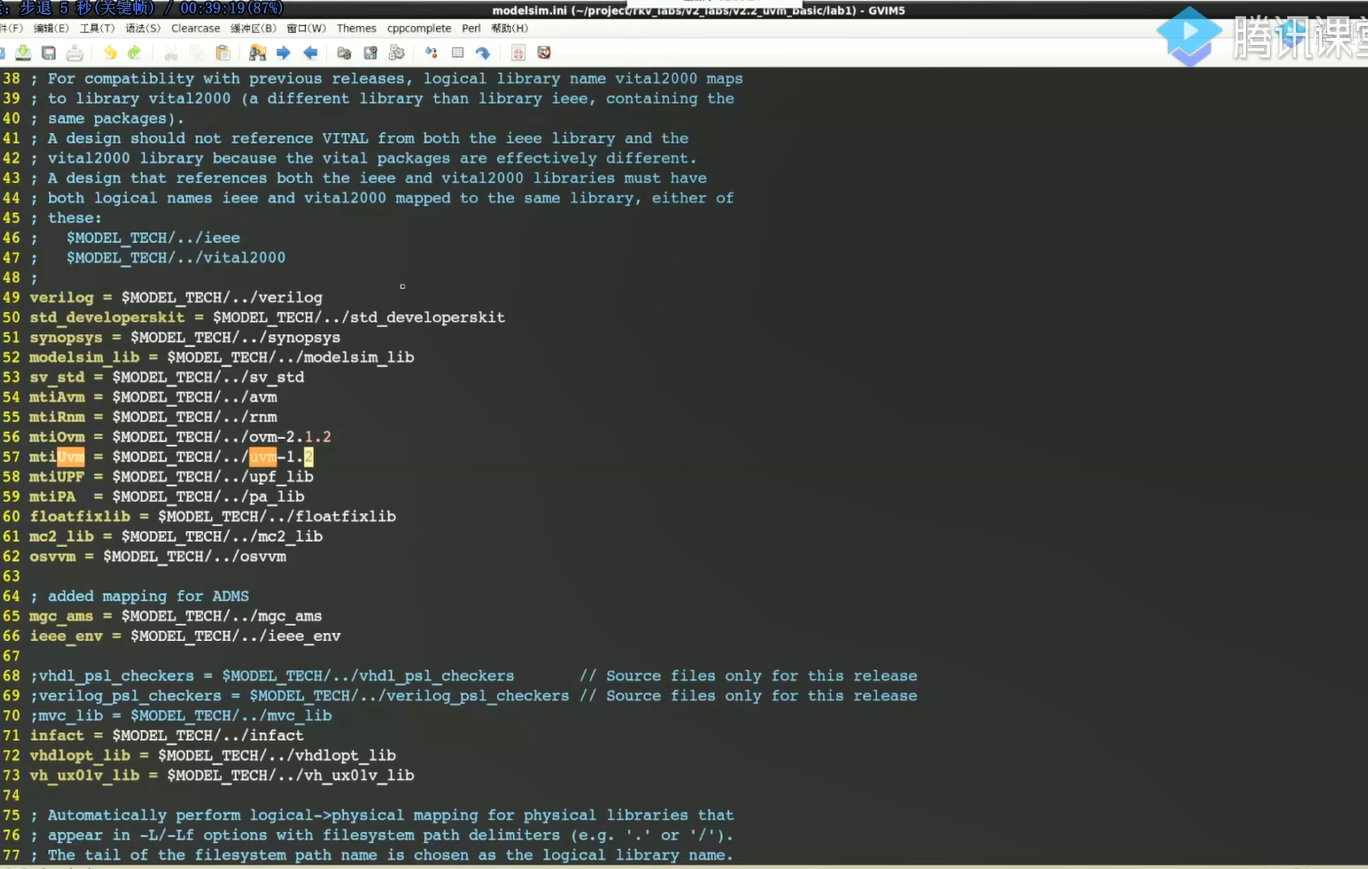 步退 5 秒(关键帧) / 00:39:19(87%)
modelsim.ini (~/project/rkv_labs/v2_labs/v2.2_uvm_basic/lab1) - GVIM5
件(F) 编辑(E) 工具(T) 语法(S) Clearcase 缓冲区(B) 窗口(W) Themes cppcomplete Perl 帮助(H)
腾讯课堂
38 ; For compatiblity with previous releases, logical library name vital2000 maps
39 ; to library vital2000 (a different library than library ieee, containing the
40 ; same packages).
41 ; A design should not reference VITAL from both the ieee library and the
42 ; vital2000 library because the vital packages are effectively different.
43 ; A design that references both the ieee and vital2000 libraries must have
44 ; both logical names ieee and vital2000 mapped to the same library, either of
45 ; these:
46 ;   $MODEL_TECH/../ieee
47 ;   $MODEL_TECH/../vital2000
48 ;
49 verilog = $MODEL_TECH/../verilog
50 std_developerskit = $MODEL_TECH/../std_developerskit
51 synopsys = $MODEL_TECH/../synopsys
52 modelsim_lib = $MODEL_TECH/../modelsim_lib
53 sv_std = $MODEL_TECH/../sv_std
54 mtiAvm = $MODEL_TECH/../avm
55 mtiRnm = $MODEL_TECH/../rnm
56 mtiOvm = $MODEL_TECH/../ovm-2.1.2
57 mtiUvm = $MODEL_TECH/../uvm-1.2
58 mtiUPF = $MODEL_TECH/../upf_lib
59 mtiPA  = $MODEL_TECH/../pa_lib
60 floatfixlib = $MODEL_TECH/../floatfixlib
61 mc2_lib = $MODEL_TECH/../mc2_lib
62 osvvm = $MODEL_TECH/../osvvm
63
64 ; added mapping for ADMS
65 mgc_ams = $MODEL_TECH/../mgc_ams
66 ieee_env = $MODEL_TECH/../ieee_env
67
68 ;vhdl_psl_checkers = $MODEL_TECH/../vhdl_psl_checkers       // Source files only for this release
69 ;verilog_psl_checkers = $MODEL_TECH/../verilog_psl_checkers // Source files only for this release
70 ;mvc_lib = $MODEL_TECH/../mvc_lib
71 infact = $MODEL_TECH/../infact
72 vhdlopt_lib = $MODEL_TECH/../vhdlopt_lib
73 vh_ux01v_lib = $MODEL_TECH/../vh_ux01v_lib
74
75 ; Automatically perform logical->physical mapping for physical libraries that
76 ; appear in -L/-Lf options with filesystem path delimiters (e.g. '.' or '/').
77 ; The tail of the filesystem path name is chosen as the logical library name.